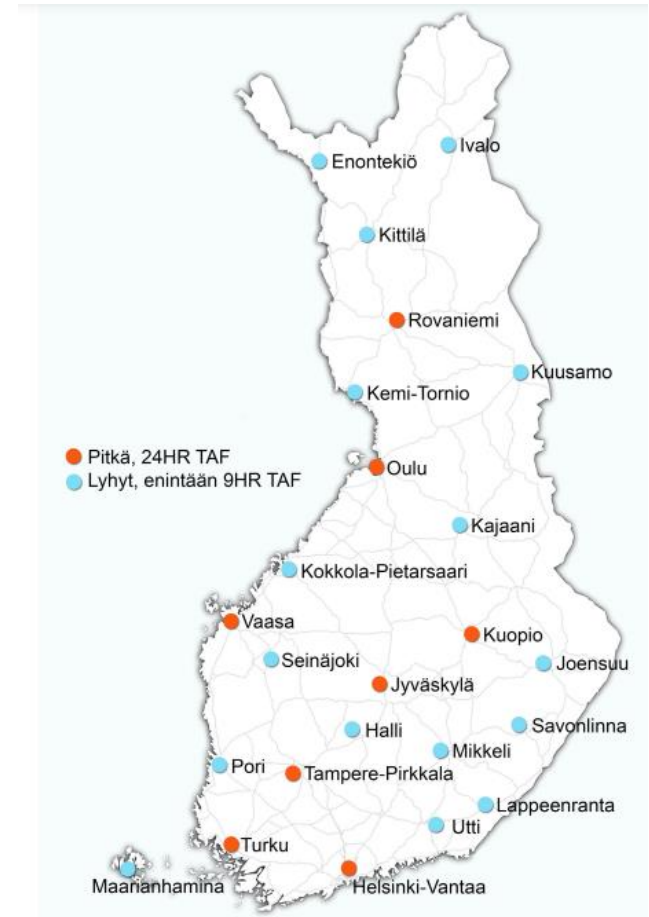 Ivalo
Enontekiö
Kittilä
Rovaniemi
Kuusamo
Kemi-Tornio
Pitkä, 24HR TAF
Lyhyt, enintään 9HR TAF
Oulu
Kajaani
Kokkola-Pietarsaari
Vaasa
Kuopio
Seinäjoki
Joensuu
Jyväskylä
Halli
Savonlinna
Mikkeli
Pori
Tampere-Pirkkala
Lappeenranta
Utti
Turku
Maarianhamina
Helsinki-Vantaa